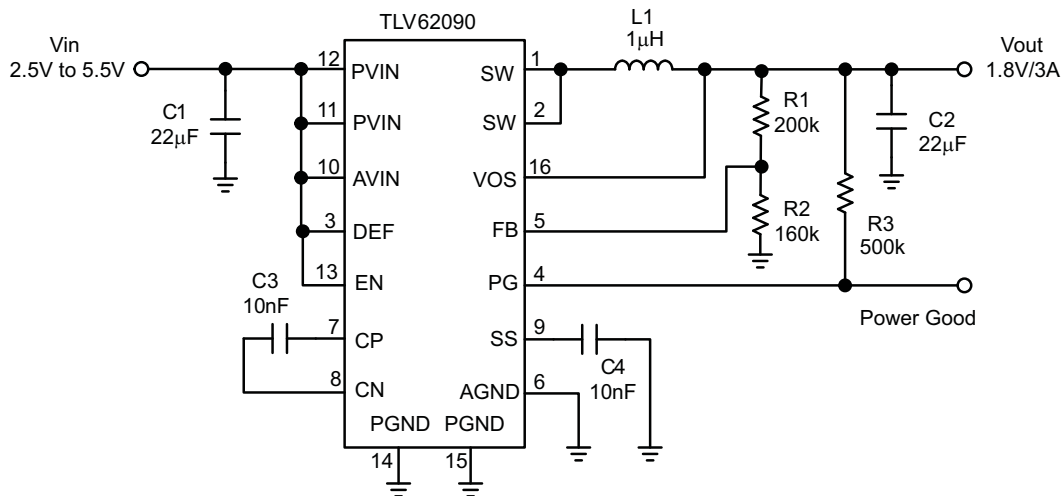 TLV62090
Vin
2.5V to 5.5V
C1
22μF
12
PVIN
11
PVIN
10
AVIN
3
DEF
13
EN
C3
10nF
7
CP
8
CN
PGND
PGND
14
15
SW
1
SW
2
VOS
16
FB
5
PG
4
SS
9
AGND
6
C4
10nF
L1
1μH
R1
200k
R2
160k
R3
500k
C2
22μF
Vout
1.8V/3A
Power Good